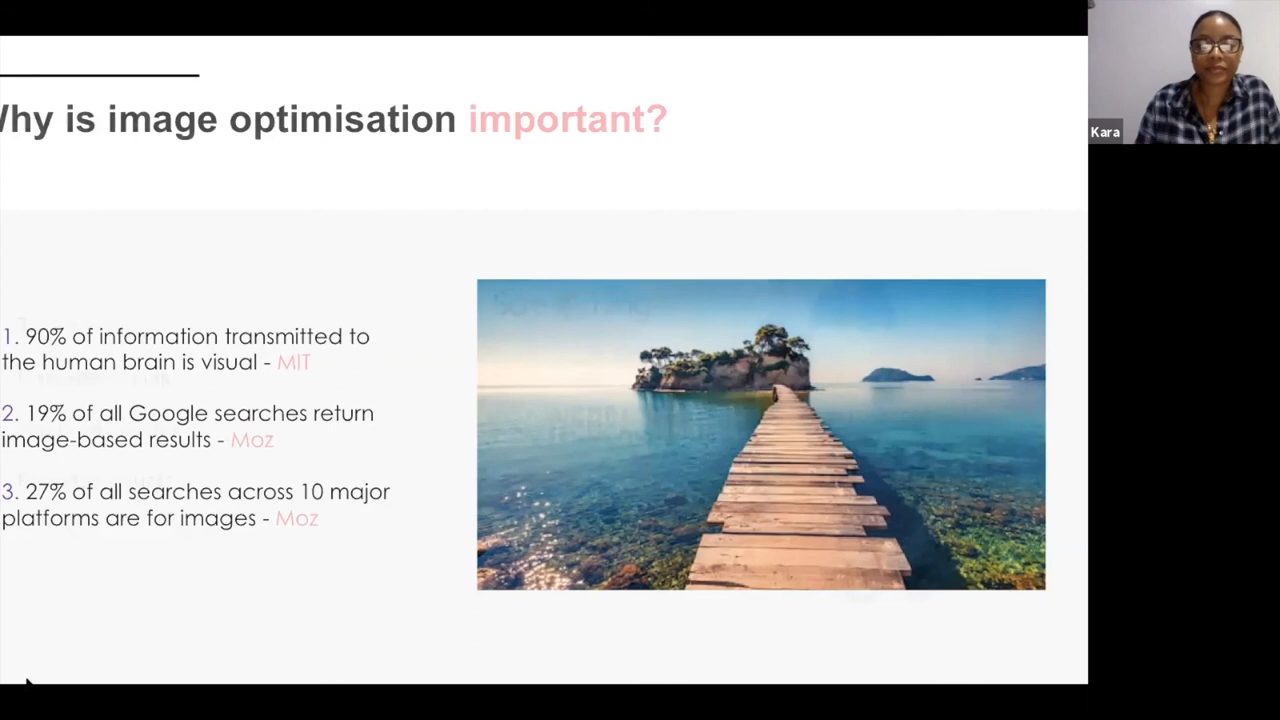 Why is image optimisation important?
Kara
1. 90% of information transmitted to
the human brain is visual - MIT
2. 19% of all Google searches return
image-based results - Moz
3. 27% of all searches across 10 major
platforms are for images - Moz